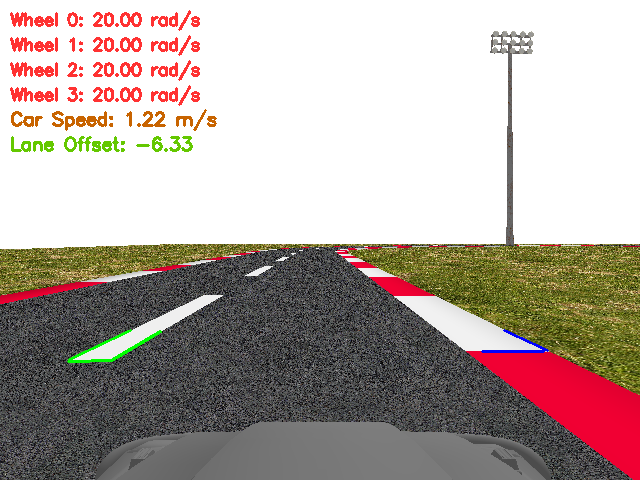 Wheel 0: 20.00 rad/s
Wheel 1: 20.00 rad/s
Wheel 2: 20.00 rad/s
Wheel 3: 20.00 rad/s
Car Speed: 1.22 m/s
Lane Offset: -6.33